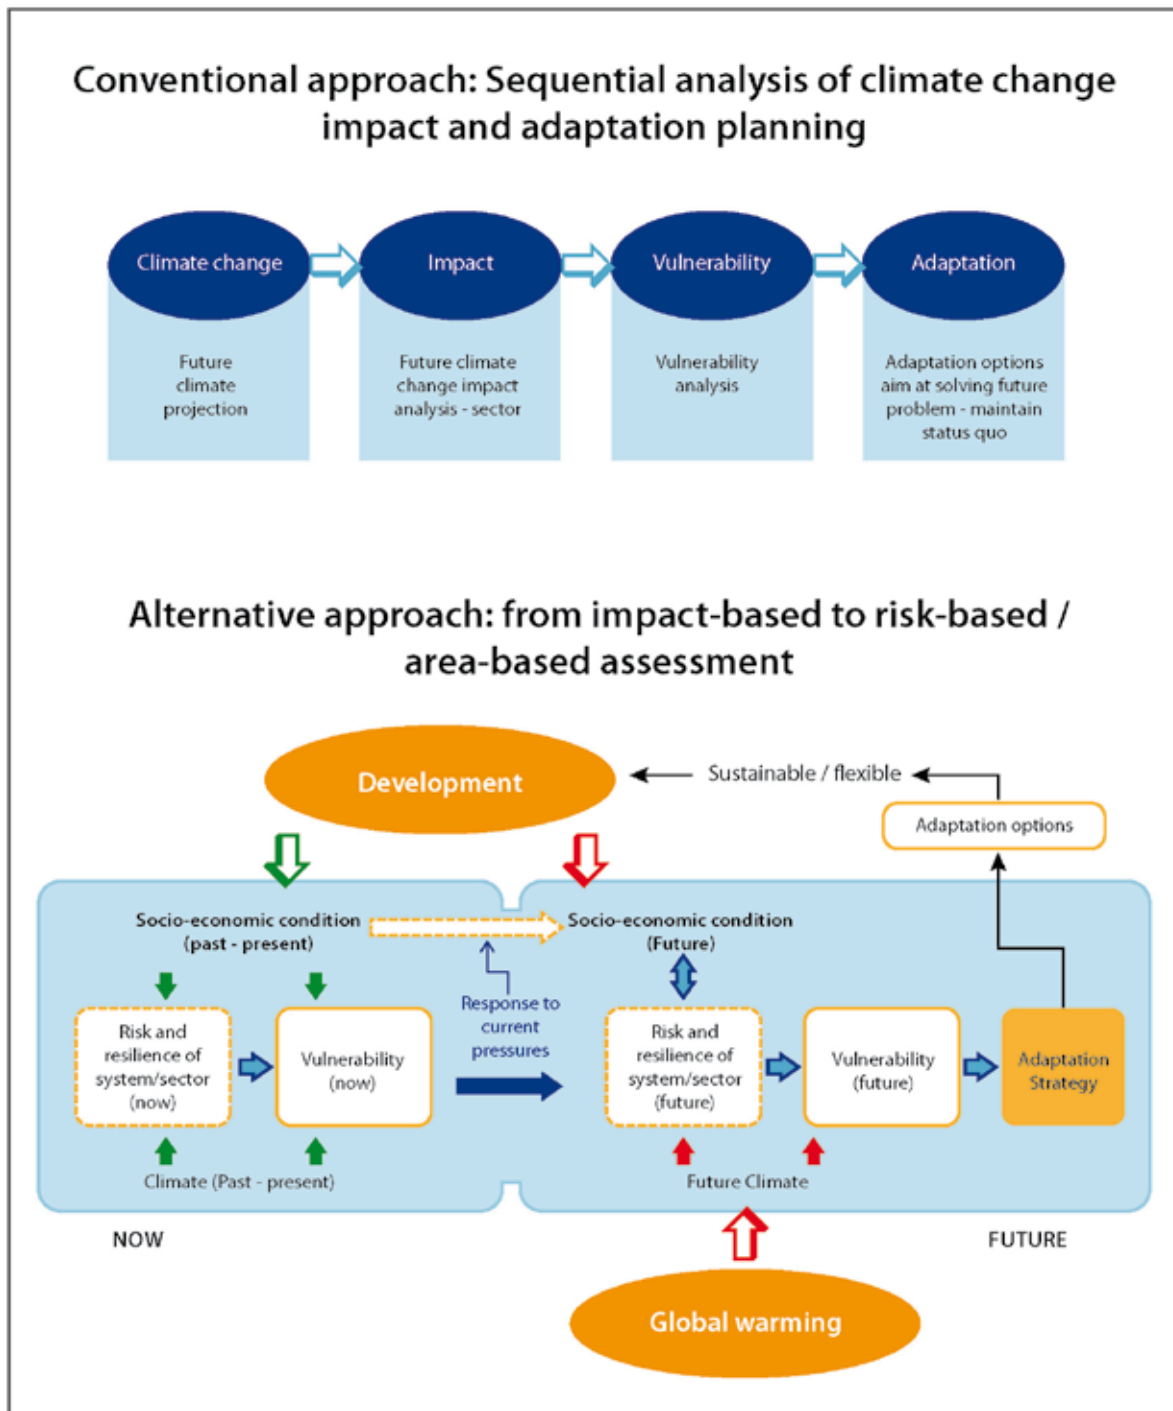 Conventional approach: Sequential analysis of climate change
impact and adaptation planning
Climate change
Impact
Vulnerability
Adaptation
Future
climate
projection
Future climate
change impact
analysis - sector
Vulnerability
analysis
Adaptation options
aim at solving future
problem - maintain
status quo
Alternative approach: from impact-based to risk-based /
area-based assessment
Development
Sustainable / flexible
Adaptation options
Socio-economic condition
(past - present)
Socio-economic condition
(Future)
Response to
current
pressures
Risk and
resilience of
system/sector
(now)
Vulnerability
(now)
Risk and
resilience of
system/sector
(future)
Vulnerability
(future)
Adaptation
Strategy
Climate (Past - present)
Future Climate
NOW
FUTURE
Global warming